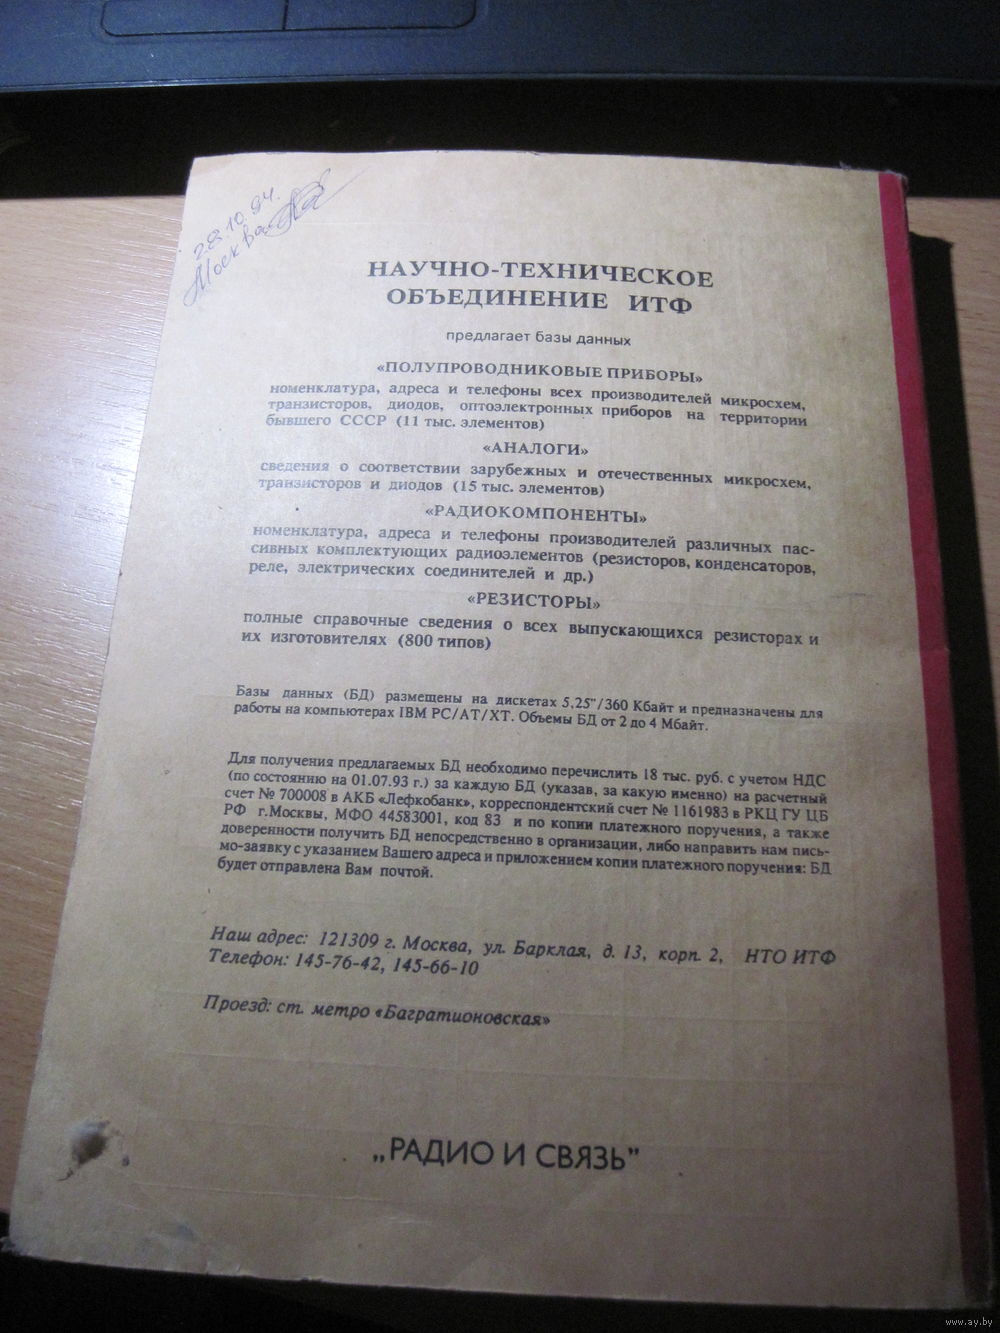 28.10.94.
Москва
НАУЧНО-ТЕХНИЧЕСКОЕ
ОБЪЕДИНЕНИЕ ИТФ
предлагает базы данных
«ПОЛУПРОВОДНИКОВЫЕ ПРИБОРЫ»
номенклатура, адреса и телефоны всех производителей микросхем,
транзисторов, диодов, оптоэлектронных приборов на территории
бывшего СССР (11 тыс. элементов)
«АНАЛОГИ»
сведения о соответствии зарубежных и отечественных микросхем,
транзисторов и диодов (15 тыс. элементов)
«РАДИОКОМПОНЕНТЫ»
номенклатура, адреса и телефоны производителей различных пас-
сивных комплектующих радиоэлементов (резисторов, конденсаторов,
реле, электрических соединителей и др.)
«РЕЗИСТОРЫ»
полные справочные сведения о всех выпускающихся резисторах и
их изготовителях (800 типов)
Базы данных (БД) размещены на дискетах 5,25"/360 Кбайт и предназначены для
работы на компьютерах IBM PC/AT/XT. Объемы БД от 2 до 4 Мбайт.
Для получения предлагаемых БД необходимо перечислить 18 тыс. руб. с учетом НДС
(по состоянию на 01.07.93 г.) за каждую БД (указав, за какую именно) на расчетный
счет № 700008 в АКБ «Лефкобанк», корреспондентский счет № 1161983 в РКЦ ГУ ЦБ
РФ г.Москвы, МФО 44583001, код 83 и по копии платежного поручения, а также
доверенности получить БД непосредственно в организации, либо направить нам пись-
мо-заявку с указанием Вашего адреса и приложением копии платежного поручения: БД
будет отправлена Вам почтой.
Наш адрес: 121309 г. Москва, ул. Барклая, д. 13, корп. 2, НТО ИТФ
Телефон: 145-76-42, 145-66-10
Проезд: ст. метро «Багратионовская»
„РАДИО И СВЯЗЬ"
www.ay.by